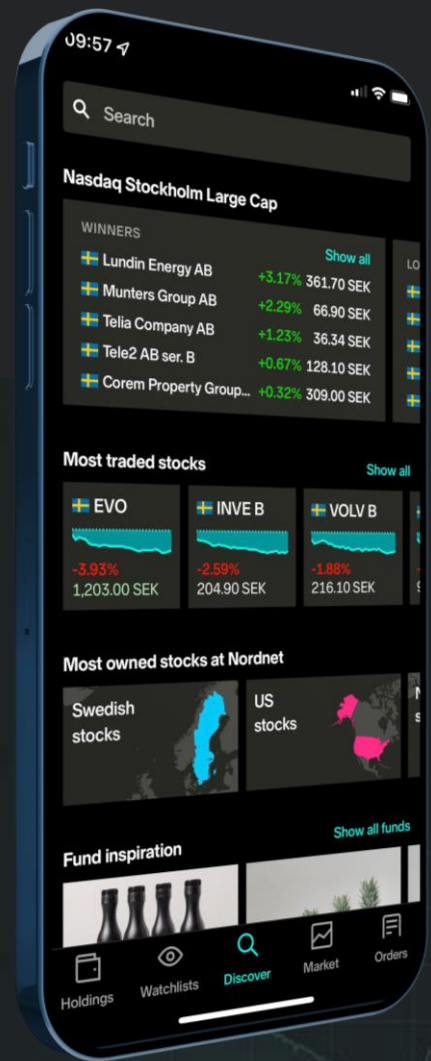 09:57
Search
Nasdaq Stockholm Large Cap
WINNERS
Show all
LO
Lundin Energy AB +3.17% 361.70 SEK
Munters Group AB +2.29% 66.90 SEK
Telia Company AB +1.23% 36.34 SEK
Tele2 AB ser. B +0.67% 128.10 SEK
Corem Property Group... +0.32% 309.00 SEK
Most traded stocks
Show all
EVO
-3.93%
1,203.00 SEK
INVE B
-2.59%
204.90 SEK
VOLV B
-1.88%
216.10 SEK
Most owned stocks at Nordnet
Swedish
stocks
US
stocks
Fund inspiration
Show all funds
Holdings
Watchlists
Discover
Market
Orders